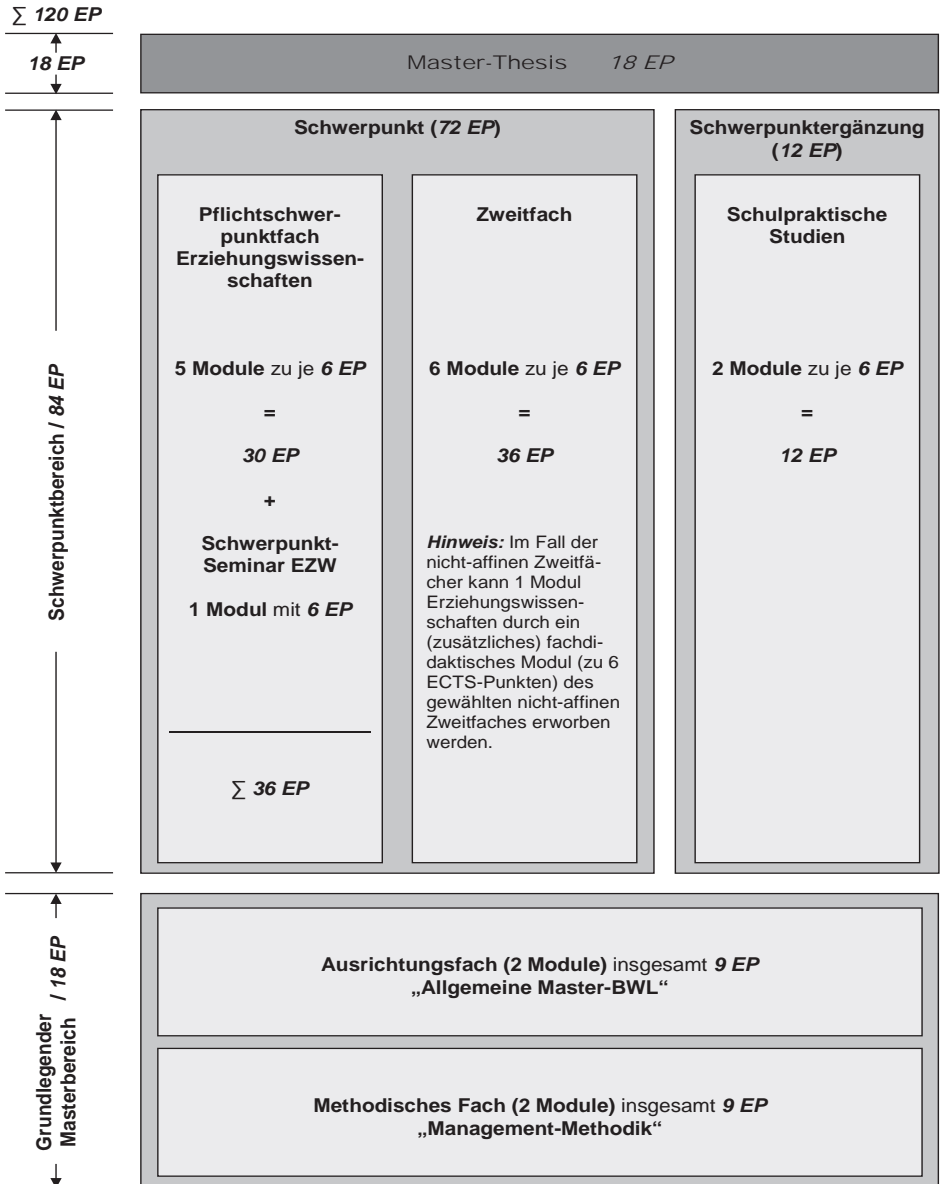 ∑ 120 EP
18 EP
Master-Thesis 18 EP
Schwerpunktbereich / 84 EP
Schwerpunkt (72 EP)
Pflichtschwer-
punktfach
Erziehungswissen-
schaften
5 Module zu je 6 EP
=
30 EP
+
Schwerpunkt-
Seminar EZW
1 Modul mit 6 EP
∑ 36 EP
Zweitfach
6 Module zu je 6 EP
=
36 EP
Hinweis: Im Fall der
nicht-affinen Zweitfä-
cher kann 1 Modul
Erziehungswissen-
schaften durch ein
(zusätzliches) fachdi-
daktisches Modul (zu 6
ECTS-Punkten) des
gewählten nicht-affinen
Zweitfaches erworben
werden.
Schwerpunktergänzung
(12 EP)
Schulpraktische
Studien
2 Module zu je 6 EP
=
12 EP
Grundlegender / 18 EP
Masterbereich
Ausrichtungsfach (2 Module) insgesamt 9 EP
„Allgemeine Master-BWL“
Methodisches Fach (2 Module) insgesamt 9 EP
„Management-Methodik“